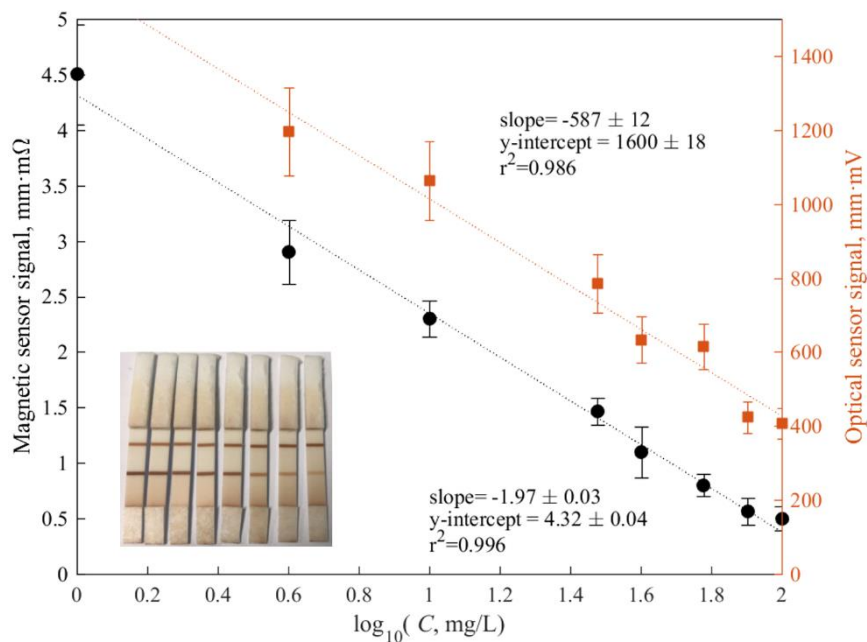 5
4.5
4
3.5
3
2.5
2
1.5
1
0.5
0
Magnetic sensor signal, mm·mΩ
slope= -587 ± 12
y-intercept = 1600 ± 18
r²=0.986
slope= -1.97 ± 0.03
y-intercept = 4.32 ± 0.04
r²=0.996
1400
1200
1000
800
600
400
200
0
Optical sensor signal, mm·mV
0 0.2 0.4 0.6 0.8 1 1.2 1.4 1.6 1.8 2
log₁₀( C, mg/L)